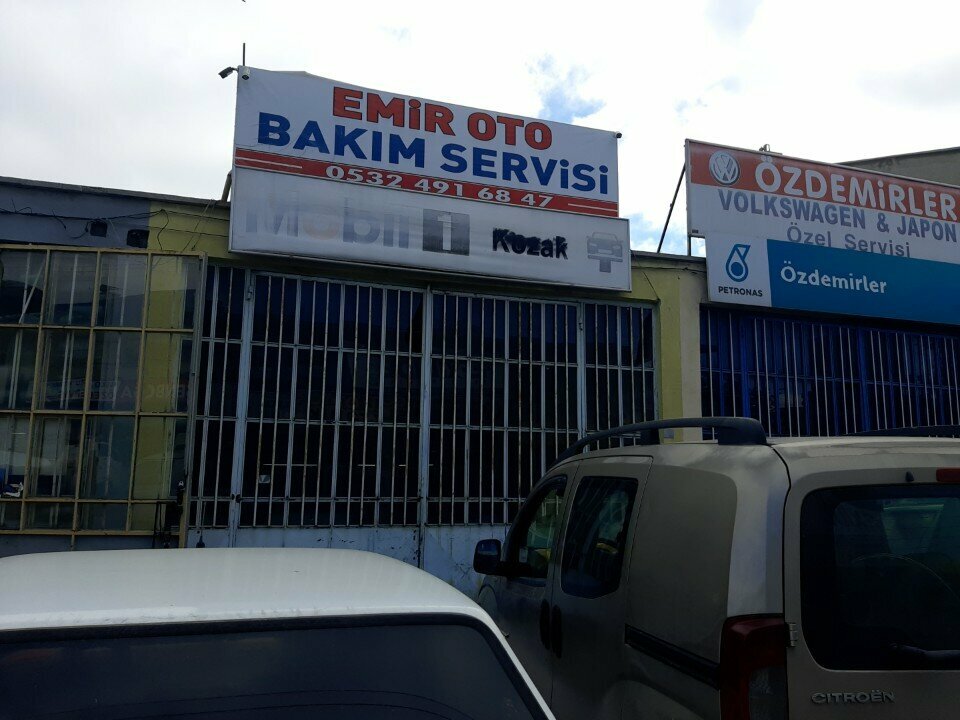 EMiR OTO
BAKIM SERViSi
0532 491 68 47
Mobil 1 Kozak
ÖZDEMiRLER
VOLKSWAGEN & JAPON
Özel Servisi
PETRONAS
Özdemirler
CITROËN